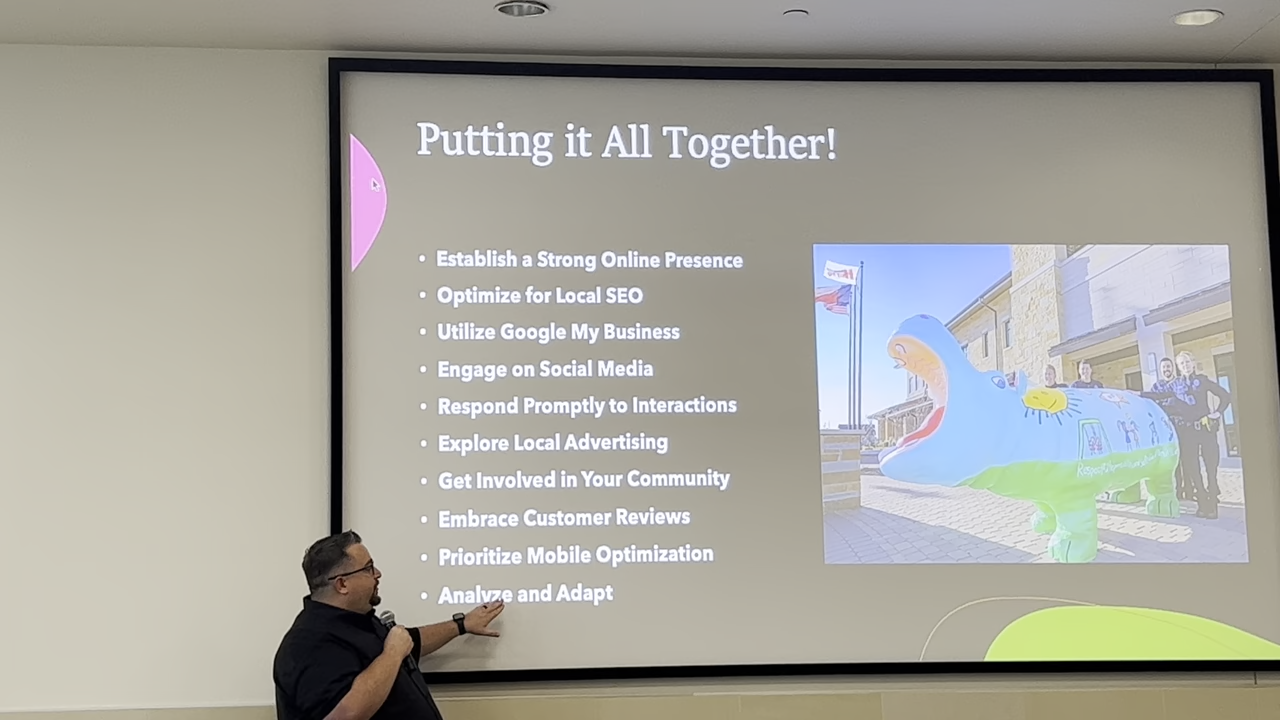 Putting it All Together!
• Establish a Strong Online Presence
• Optimize for Local SEO
• Utilize Google My Business
• Engage on Social Media
• Respond Promptly to Interactions
• Explore Local Advertising
• Get Involved in Your Community
• Embrace Customer Reviews
• Prioritize Mobile Optimization
• Analyze and Adapt